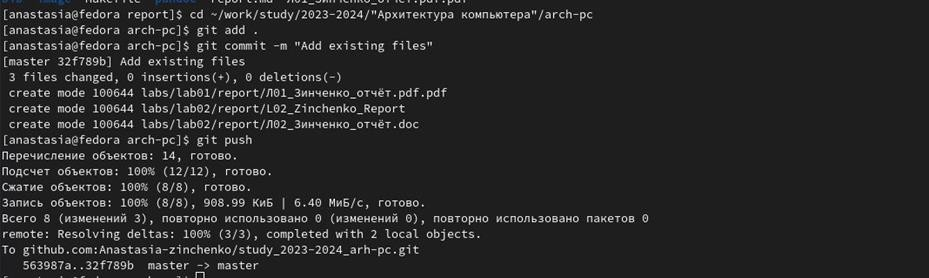 [anastasia@fedora report]$ cd ~/work/study/2023-2024/"Архитектура компьютера"/arch-pc
[anastasia@fedora arch-pc]$ git add .
[anastasia@fedora arch-pc]$ git commit -m "Add existing files"
[master 32f789b] Add existing files
 3 files changed, 0 insertions(+), 0 deletions(-)
 create mode 100644 labs/lab01/report/Л01_Зинченко_отчёт.pdf.pdf
 create mode 100644 labs/lab02/report/L02_Zinchenko_Report
 create mode 100644 labs/lab02/report/Л02_Зинченко_отчёт.doc
[anastasia@fedora arch-pc]$ git push
Перечисление объектов: 14, готово.
Подсчет объектов: 100% (12/12), готово.
Сжатие объектов: 100% (8/8), готово.
Запись объектов: 100% (8/8), 908.99 КиБ | 6.40 МиБ/с, готово.
Всего 8 (изменений 3), повторно использовано 0 (изменений 0), повторно использовано пакетов 0
remote: Resolving deltas: 100% (3/3), completed with 2 local objects.
To github.com:Anastasia-zinchenko/study_2023-2024_arh-pc.git
   563987a..32f789b  master -> master